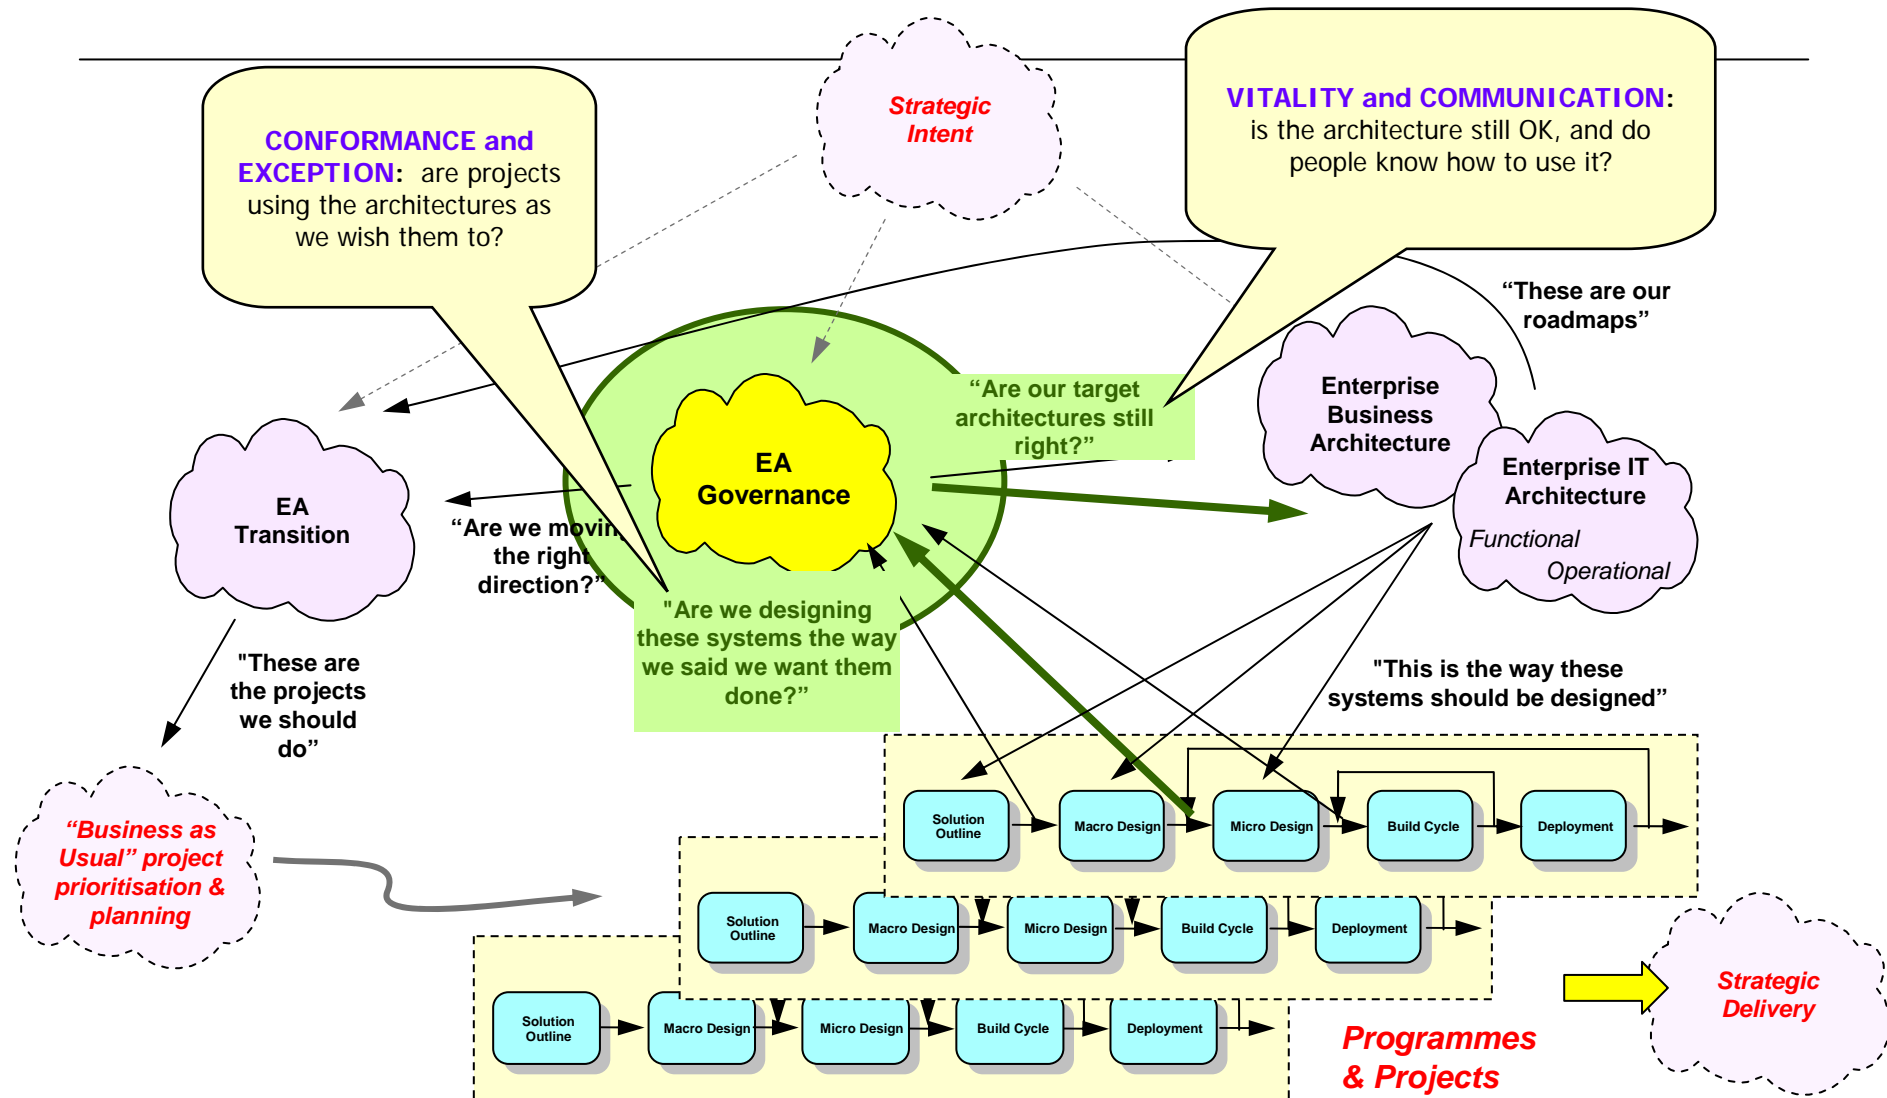 Strategic
Intent
CONFORMANCE and
EXCEPTION: are projects
using the architectures as
we wish them to?
VITALITY and COMMUNICATION:
is the architecture still OK, and do
people know how to use it?
“These are our
roadmaps”
“Are our target
architectures still
right?”
Enterprise
Business
Architecture
Enterprise IT
Architecture
Functional
Operational
EA
Governance
EA
Transition
“Are we moving
the right
direction?”
"Are we designing
these systems the way
we said we want them
done?”
"These are
the projects
we should
do”
"This is the way these
systems should be designed”
“Business as
Usual” project
prioritisation &
planning
Solution
Outline
Macro Design
Micro Design
Build Cycle
Deployment
Solution
Outline
Macro Design
Micro Design
Build Cycle
Deployment
Solution
Outline
Macro Design
Micro Design
Build Cycle
Deployment
Programmes
& Projects
Strategic
Delivery